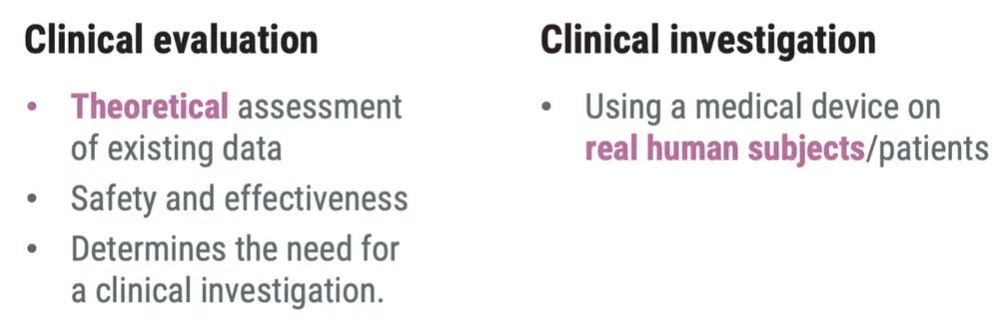 Clinical evaluation
• Theoretical assessment
of existing data
• Safety and effectiveness
• Determines the need for
a clinical investigation.
Clinical investigation
• Using a medical device on
real human subjects/patients